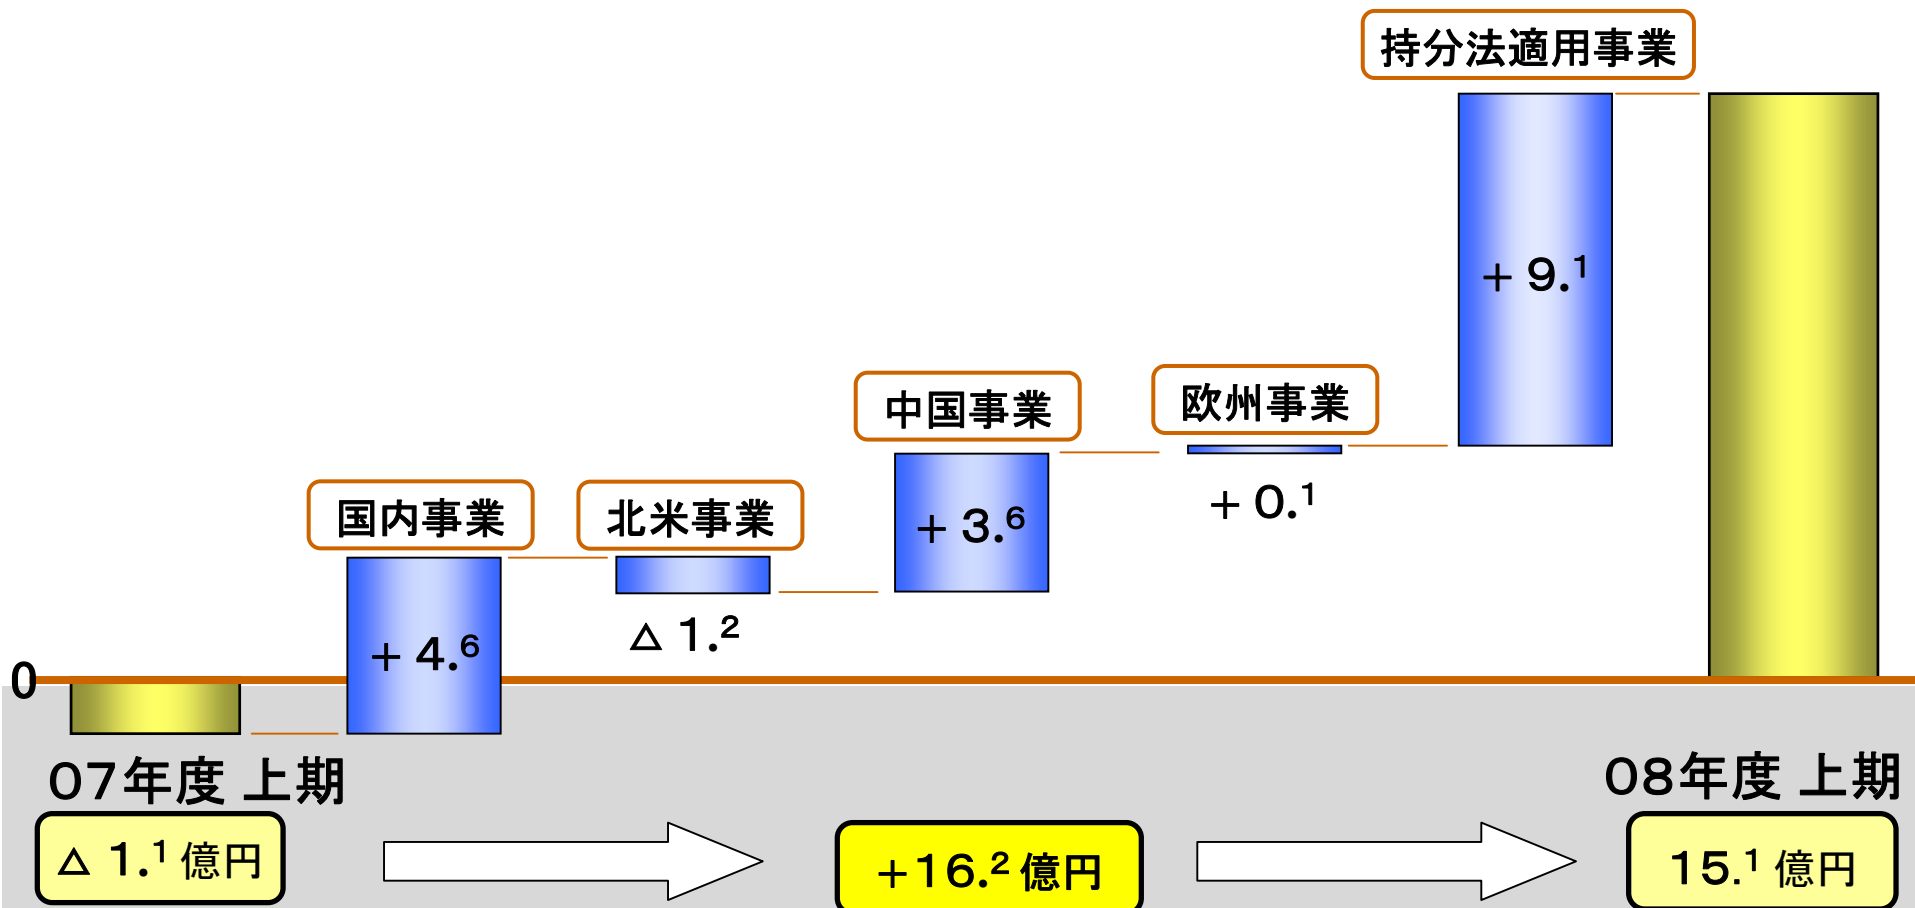 持分法適用事業
+ 9.1
中国事業
欧州事業
+ 3.6
+ 0.1
国内事業
北米事業
+ 4.6
△ 1.2
0
07年度 上期
08年度 上期
△ 1.1 億円
+16.2 億円
15.1 億円